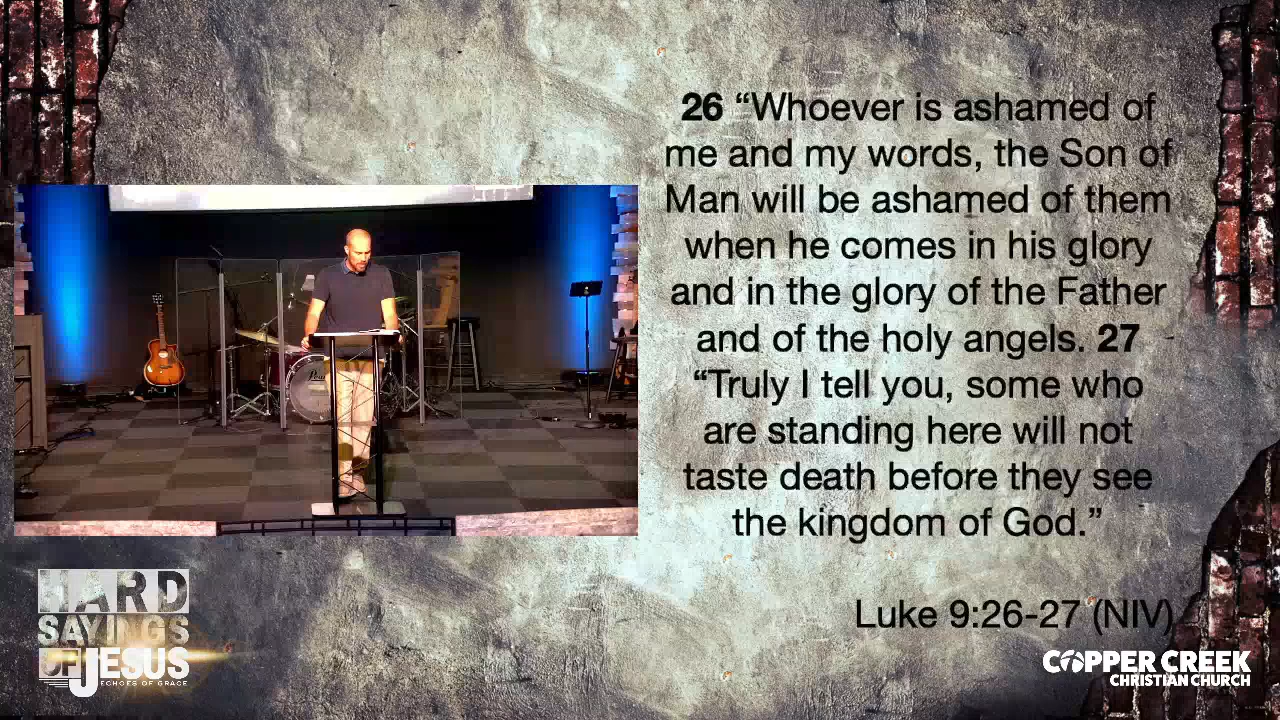 26 “Whoever is ashamed of
me and my words, the Son of
Man will be ashamed of them
when he comes in his glory
and in the glory of the Father
and of the holy angels. 27
“Truly I tell you, some who
are standing here will not
taste death before they see
the kingdom of God.”
Luke 9:26-27 (NIV)
HARD
SAYINGS
OF JESUS
ECHOES OF GRACE
COPPER CREEK
CHRISTIAN CHURCH